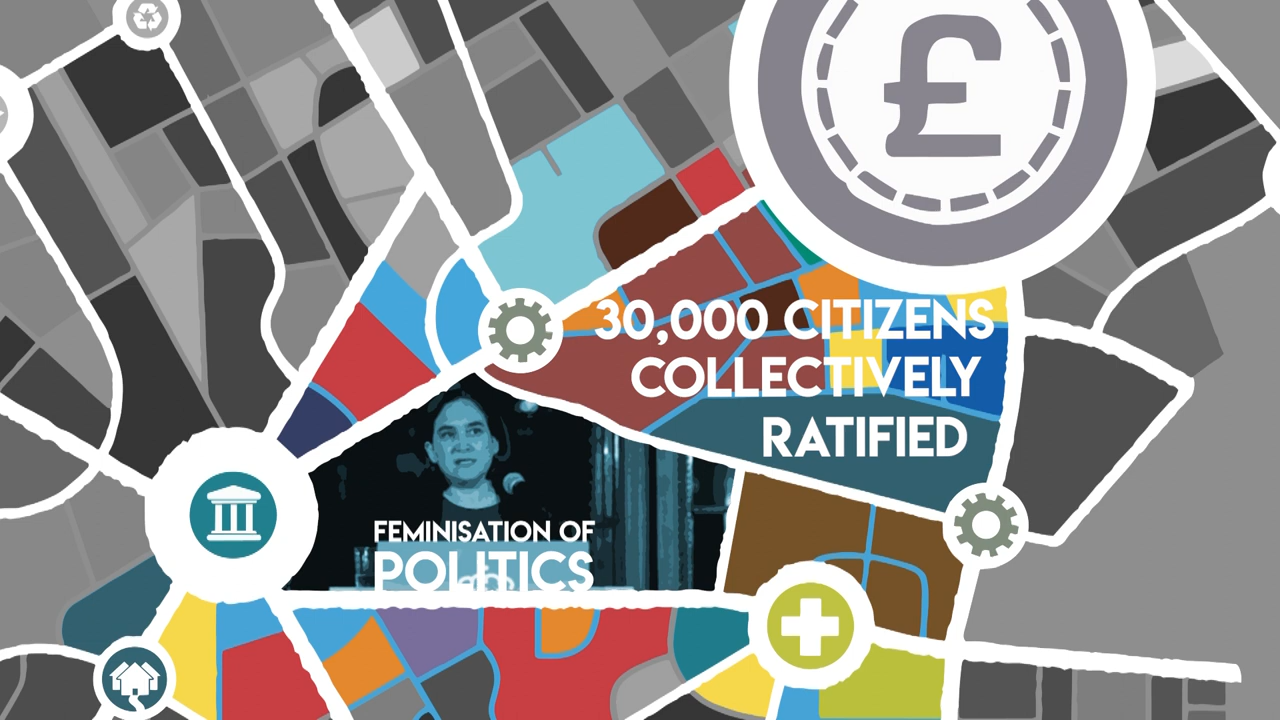 £
30,000 CITIZENS
COLLECTIVELY
RATIFIED
FEMINISATION OF
POLITICS